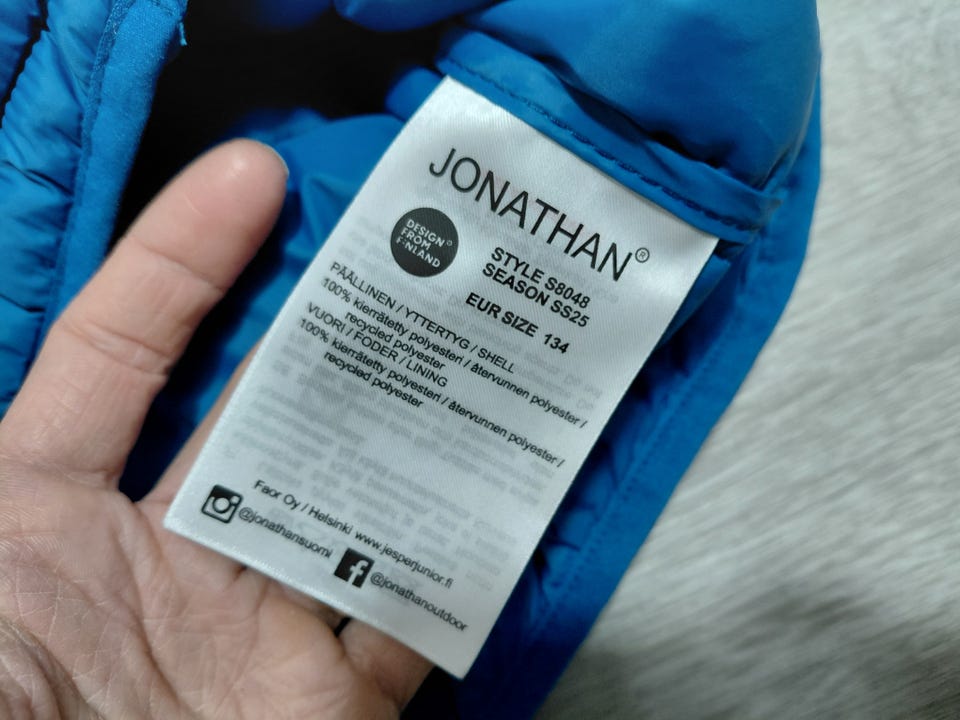 JONATHAN®
DESIGN®
FROM
FINLAND
STYLE S8048
SEASON SS25
EUR SIZE 134
PÄÄLLINEN / YTTERTYG / SHELL
100% kierrätetty polyesteri / återvunnen polyester /
recycled polyester
VUORI / FODER / LINING
100% kierrätetty polyesteri / återvunnen polyester /
recycled polyester
Faor Oy / Helsinki www.jesperjunior.fi
@jonathansuomi
@jonathanoutdoor